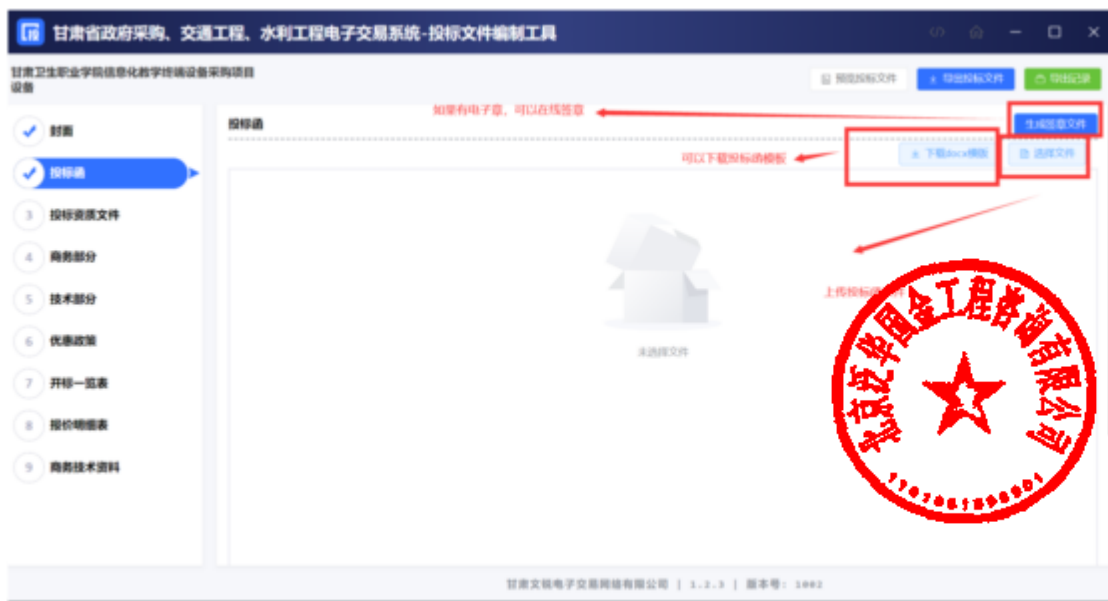 甘肃省政府采购、交通工程、水利工程电子交易系统-投标文件编制工具
甘肃卫生职业学院信息化教学终端设备采购项目
设备
预览投标文件
导出投标文件
导出记录
封面
投标函
3 投标资质文件
4 商务部分
5 技术部分
6 优惠政策
7 开标一览表
8 报价明细表
9 商务技术资料
投标函
如果有电子章，可以在线签章
生成签章文件
可以下载投标函模板
下载docx模版
选择文件
上传投标函文件
未选择文件
北京泛华国金工程咨询有限公司
甘肃文锐电子交易网络有限公司 | 1.2.3 | 版本号: 1002